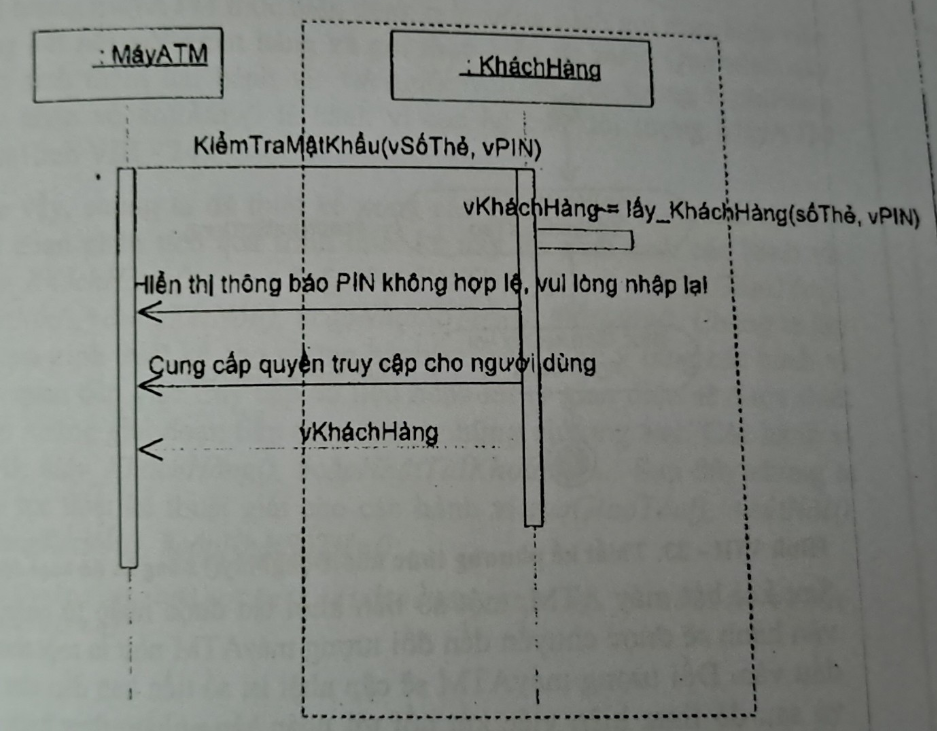 : MáyATM
: KháchHàng
KiểmTraMậtKhẩu(vSốThẻ, vPIN)
vKháchHàng = lấy_KháchHàng(sốThẻ, vPIN)
Hiển thị thông báo PIN không hợp lệ, vui lòng nhập lại
Cung cấp quyền truy cập cho người dùng
vKháchHàng